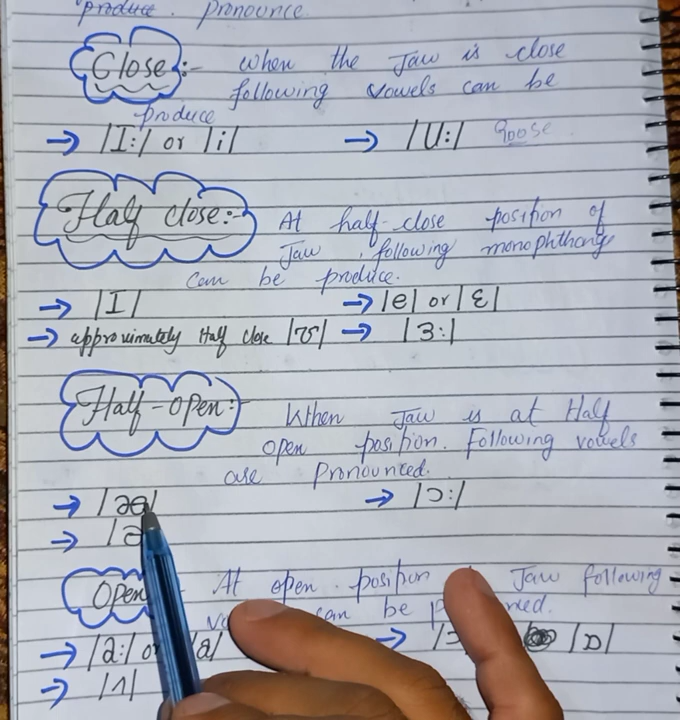 produce. Pronounce.
Close:- When the Jaw is close
following vowels can be
produce
→ |I:| or |i| → |U:| Goose
Half close:- At half-close position of
Jaw, following monophthongs
can be produce.
→ |I| → |e| or |ɛ|
→ approximately Half close |ʊ| → |3:|
Half-open:- When Jaw is at Half
open position. Following vowels
are Pronounced.
→ |æ| → |ɔ:|
→ |ə
Open At open position Jaw following
can be
→ |a:| or |a| → |ɒ|
→ |ʌ|